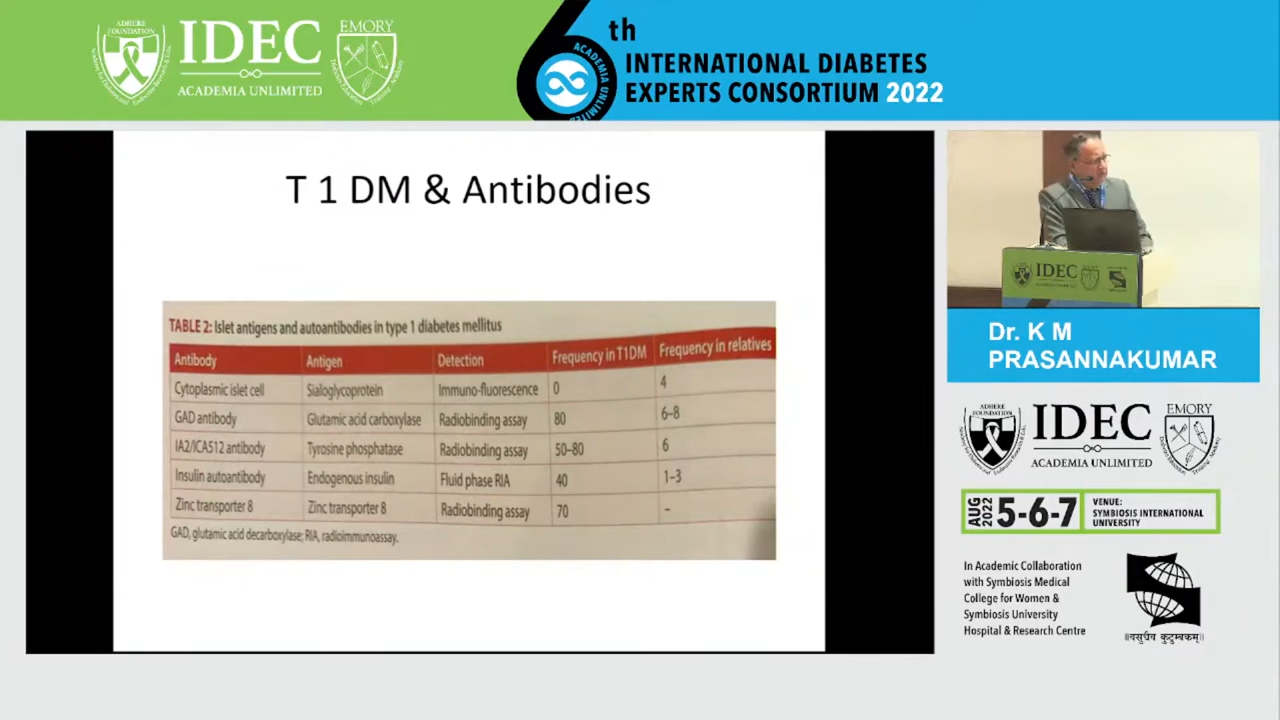 ADHERE
FOUNDATION
IDEC
ACADEMIA UNLIMITED
EMORY
6th
ACADEMIA UNLIMITED
INTERNATIONAL DIABETES
EXPERTS CONSORTIUM 2022
T 1 DM & Antibodies
TABLE 2: Islet antigens and autoantibodies in type 1 diabetes mellitus
Antibody Antigen Detection Frequency in T1DM Frequency in relatives
Cytoplasmic islet cell Sialoglycoprotein Immuno-fluorescence 0 4
GAD antibody Glutamic acid carboxylase Radiobinding assay 80 6–8
IA2/ICA512 antibody Tyrosine phosphatase Radiobinding assay 50–80 6
Insulin autoantibody Endogenous insulin Fluid phase RIA 40 1–3
Zinc transporter 8 Zinc transporter 8 Radiobinding assay 70 –
GAD, glutamic acid decarboxylase; RIA, radioimmunoassay.
IDEC
Dr. K M
PRASANNAKUMAR
ADHERE
FOUNDATION
IDEC
ACADEMIA UNLIMITED
EMORY
AUG
2022
5-6-7
VENUE:
SYMBIOSIS INTERNATIONAL
UNIVERSITY
In Academic Collaboration
with Symbiosis Medical
College for Women &
Symbiosis University
Hospital & Research Centre
॥वसुधैव कुटुम्बकम्॥